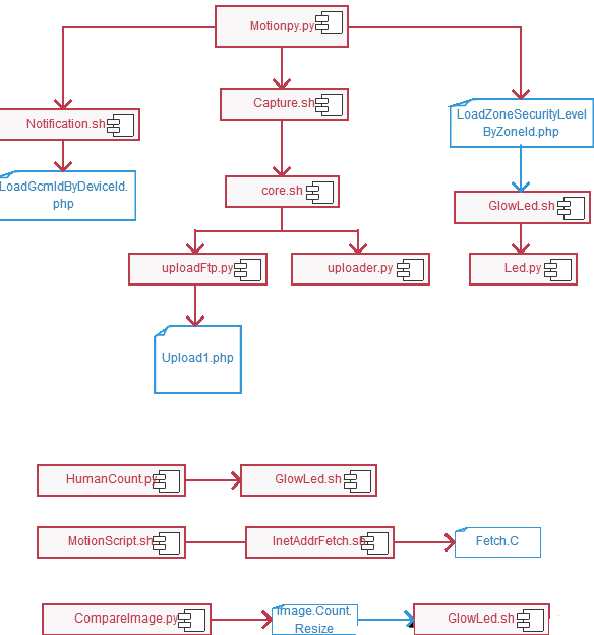 Motionpy.py
Notification.sh
Capture.sh
LoadZoneSecurityLevel
ByZoneId.php
LoadGcmIdByDeviceId.
php
core.sh
GlowLed.sh
uploadFtp.py
uploader.py
Led.py
Upload1.php
HumanCount.py
GlowLed.sh
MotionScript.sh
InetAddrFetch.sh
Fetch.C
CompareImage.py
Image.Count.
Resize
GlowLed.sh